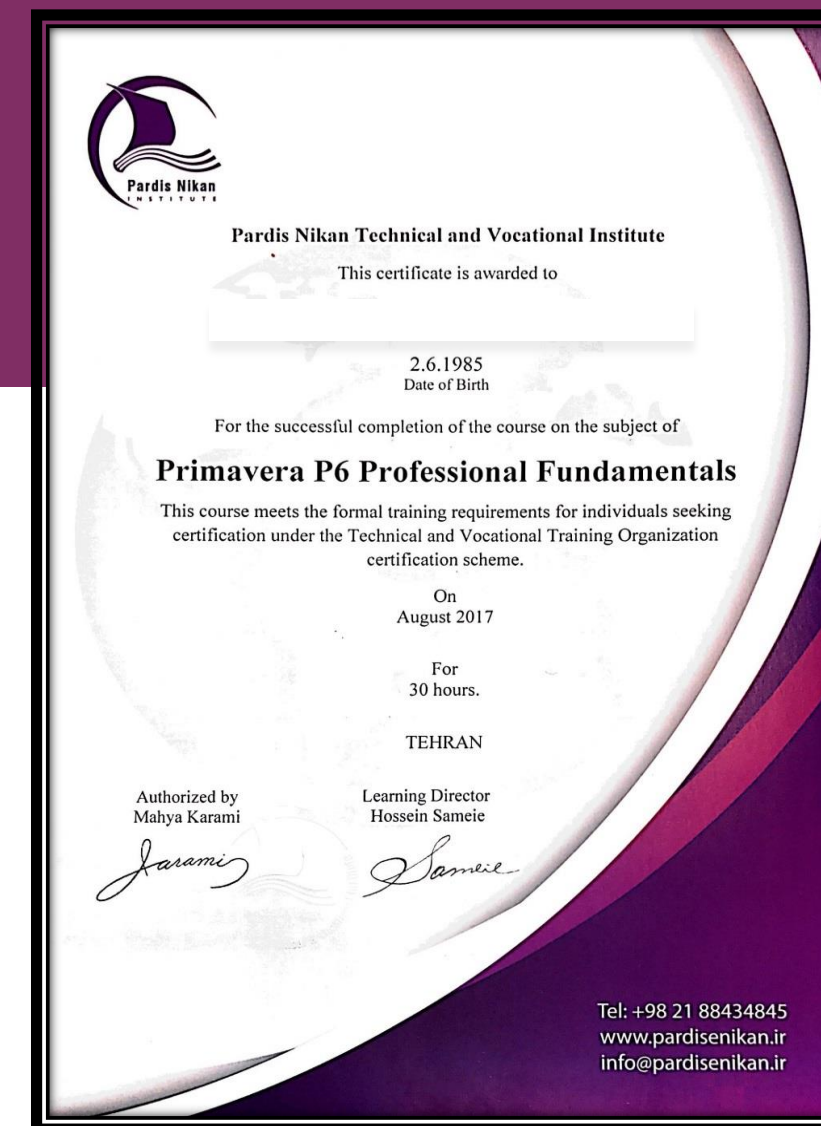 Pardis Nikan
INSTITUTE
Pardis Nikan Technical and Vocational Institute
This certificate is awarded to
2.6.1985
Date of Birth
For the successful completion of the course on the subject of
Primavera P6 Professional Fundamentals
This course meets the formal training requirements for individuals seeking
certification under the Technical and Vocational Training Organization
certification scheme.
On
August 2017
For
30 hours.
TEHRAN
Authorized by
Mahya Karami
Learning Director
Hossein Sameie
Karami
Sameie
Tel: +98 21 88434845
www.pardisenikan.ir
info@pardisenikan.ir